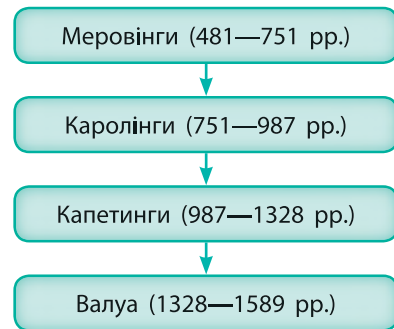 Меровінги (481—751 рр.)
Каролінги (751—987 рр.)
Капетинги (987—1328 рр.)
Валуа (1328—1589 рр.)